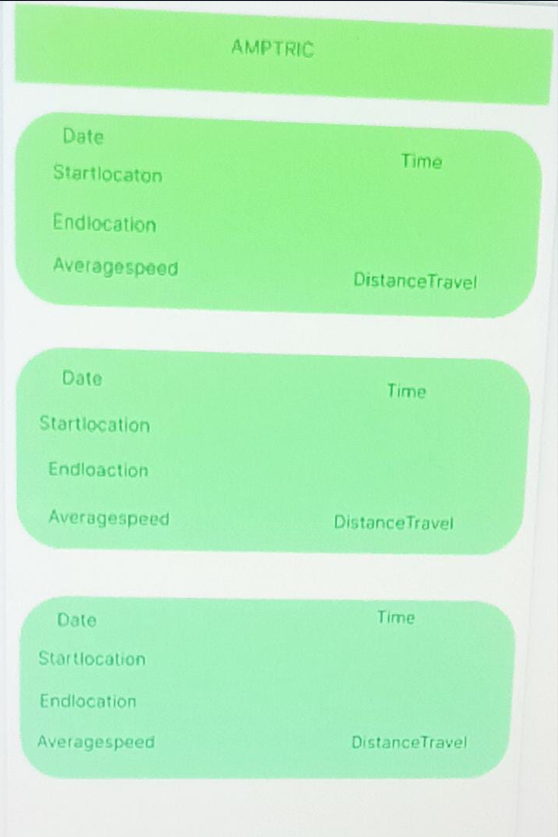 AMPTRIC
Date
Time
Startlocaton
Endlocation
Averagespeed
DistanceTravel
Date
Time
Startlocation
Endloaction
Averagespeed
DistanceTravel
Date
Time
Startlocation
Endlocation
Averagespeed
DistanceTravel